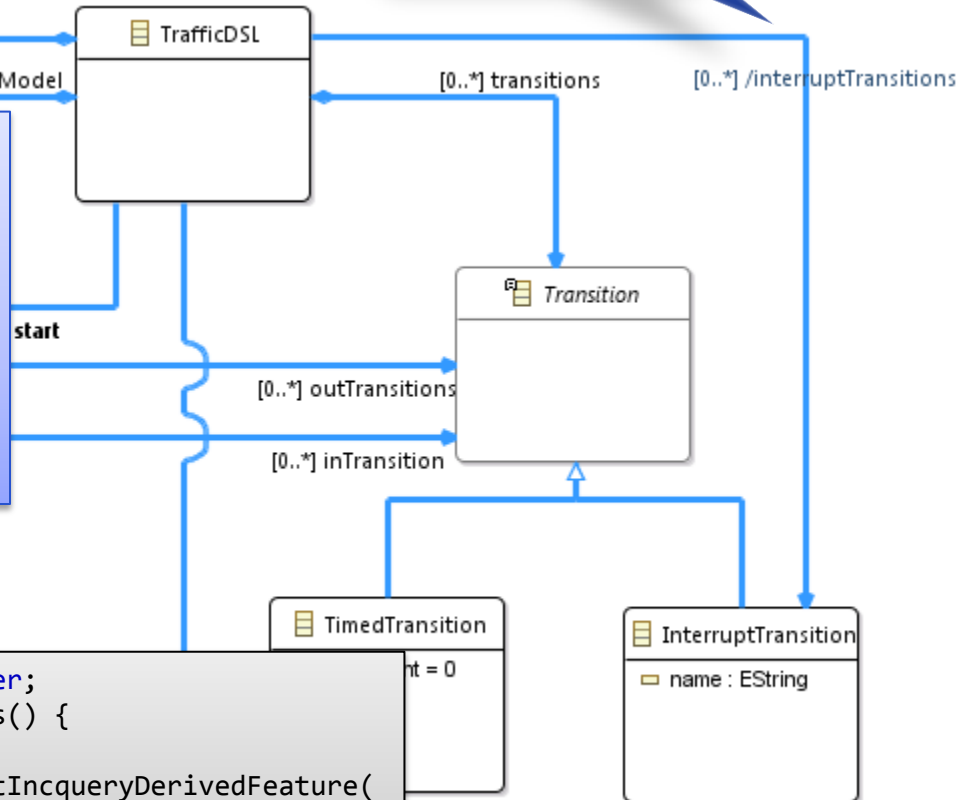 TrafficDSL
Model
[0..*] transitions
[0..*] /interruptTransitions
Transition
start
[0..*] outTransitions
[0..*] inTransition
TimedTransition
nt = 0
InterruptTransition
name : EString
er;
s() {
tIncqueryDerivedFeature(